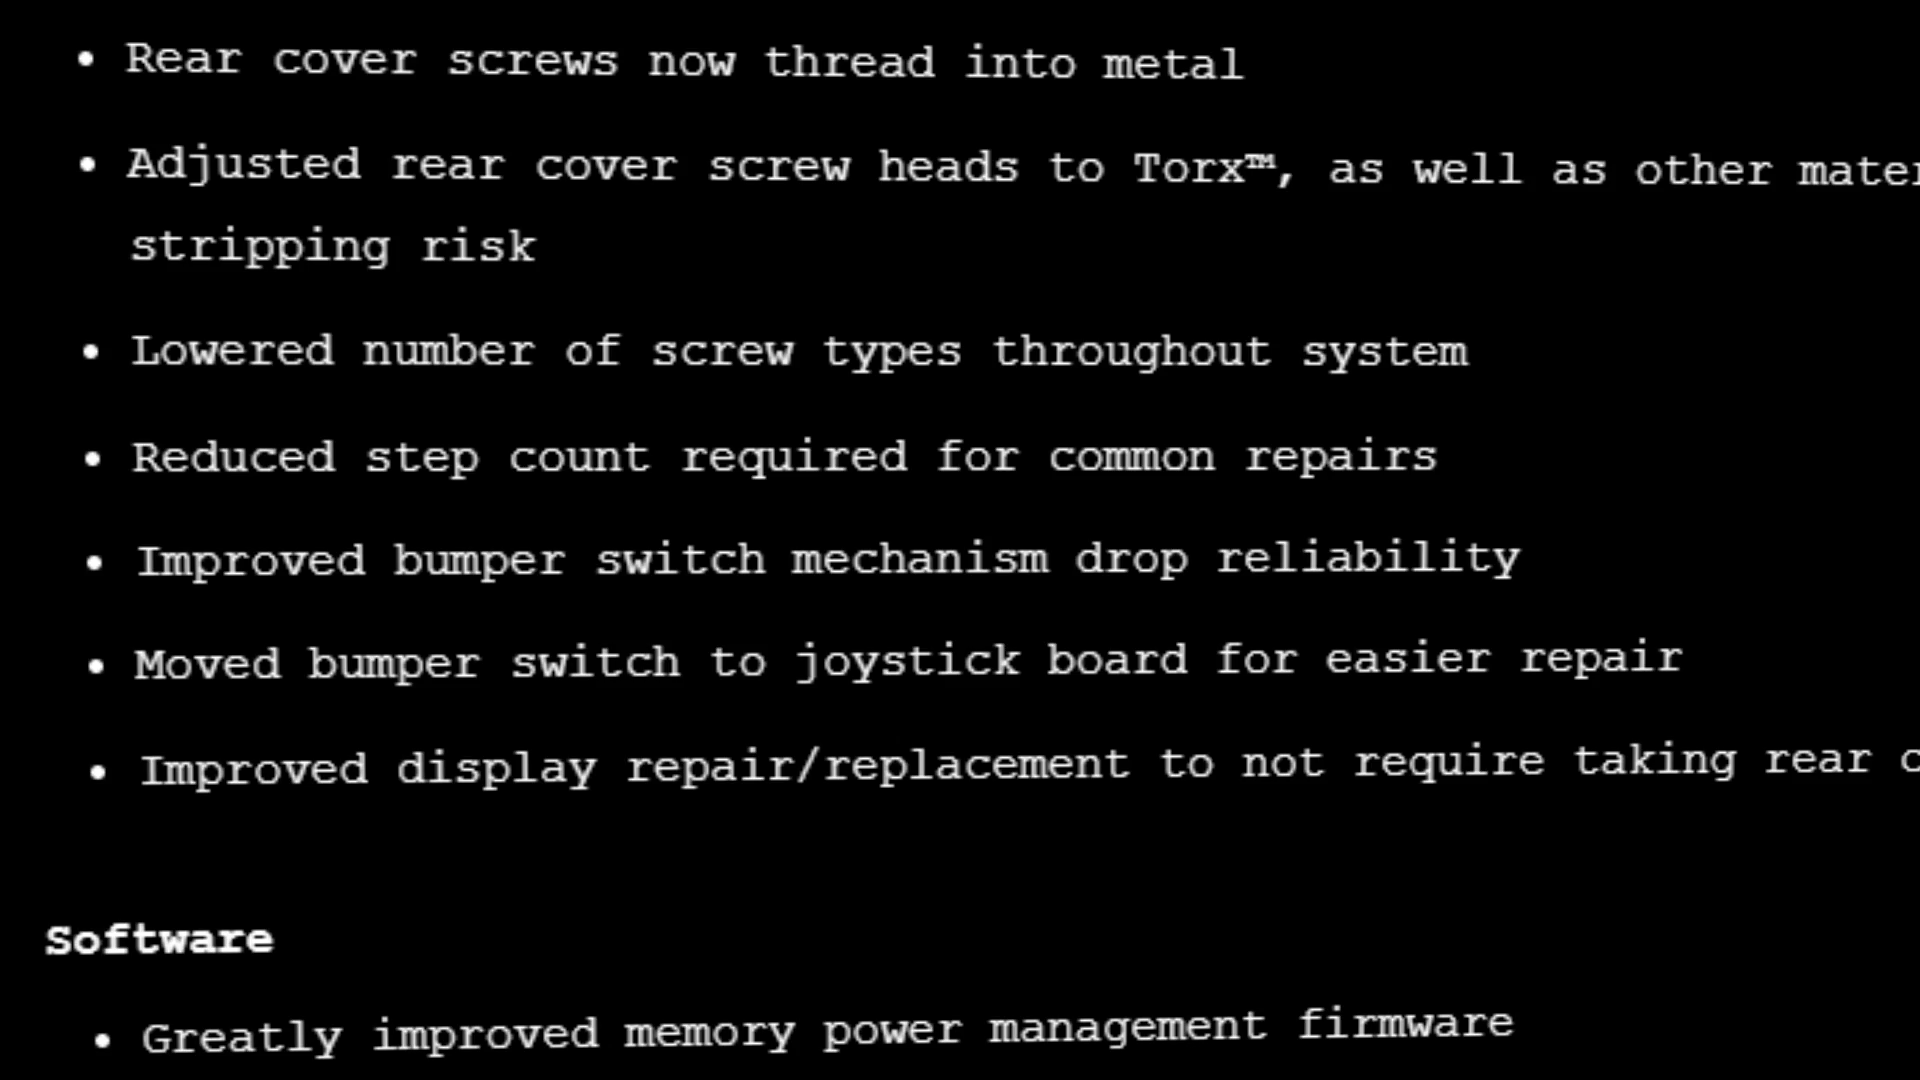 • Rear cover screws now thread into metal
• Adjusted rear cover screw heads to Torx™, as well as other
stripping risk
• Lowered number of screw types throughout system
• Reduced step count required for common repairs
• Improved bumper switch mechanism drop reliability
• Moved bumper switch to joystick board for easier repair
• Improved display repair/replacement to not require taking rear
Software
• Greatly improved memory power management firmware